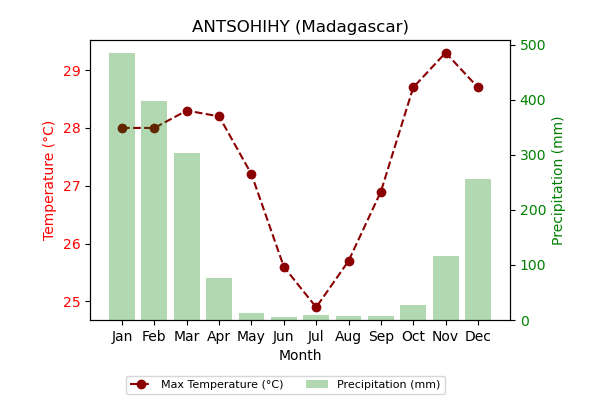 ANTSOHIHY (Madagascar)
29
28
27
26
25
Temperature (°C)
500
400
300
200
100
0
Precipitation (mm)
Jan Feb Mar Apr May Jun Jul Aug Sep Oct Nov Dec
Month
Max Temperature (°C) Precipitation (mm)